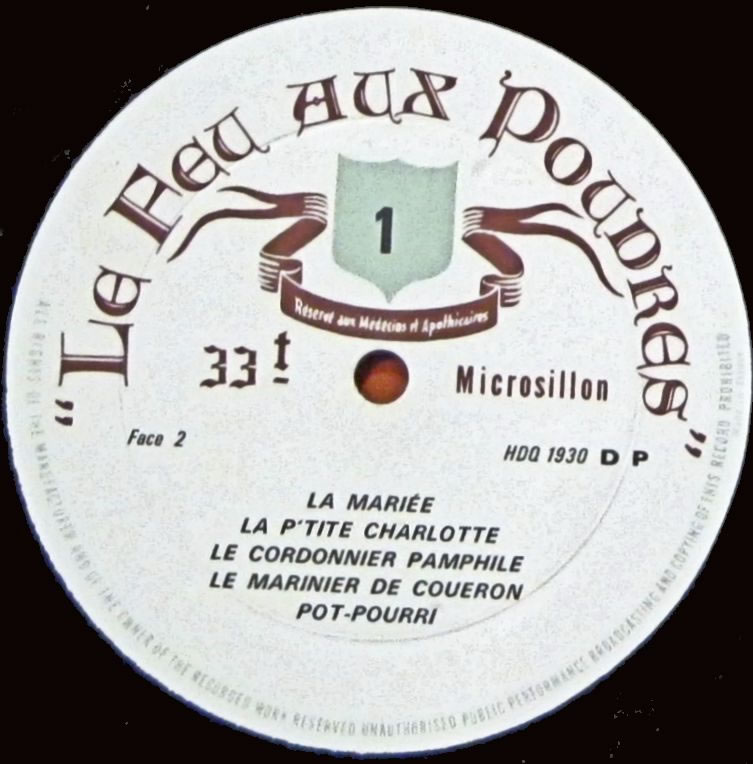 "LE FEU AUX POUDRES"
1
Réservé aux Médecins et Apothicaires
33t
Microsillon
Face 2
HDQ 1930 D P
LA MARIÉE
LA P'TITE CHARLOTTE
LE CORDONNIER PAMPHILE
LE MARINIER DE COUERON
POT-POURRI
ALL RIGHTS OF THE MANUFACTURER AND OF THE OWNER OF THE RECORDED WORK RESERVED UNAUTHORISED PUBLIC PERFORMANCE BROADCASTING AND COPYING OF THIS RECORD PROHIBITED